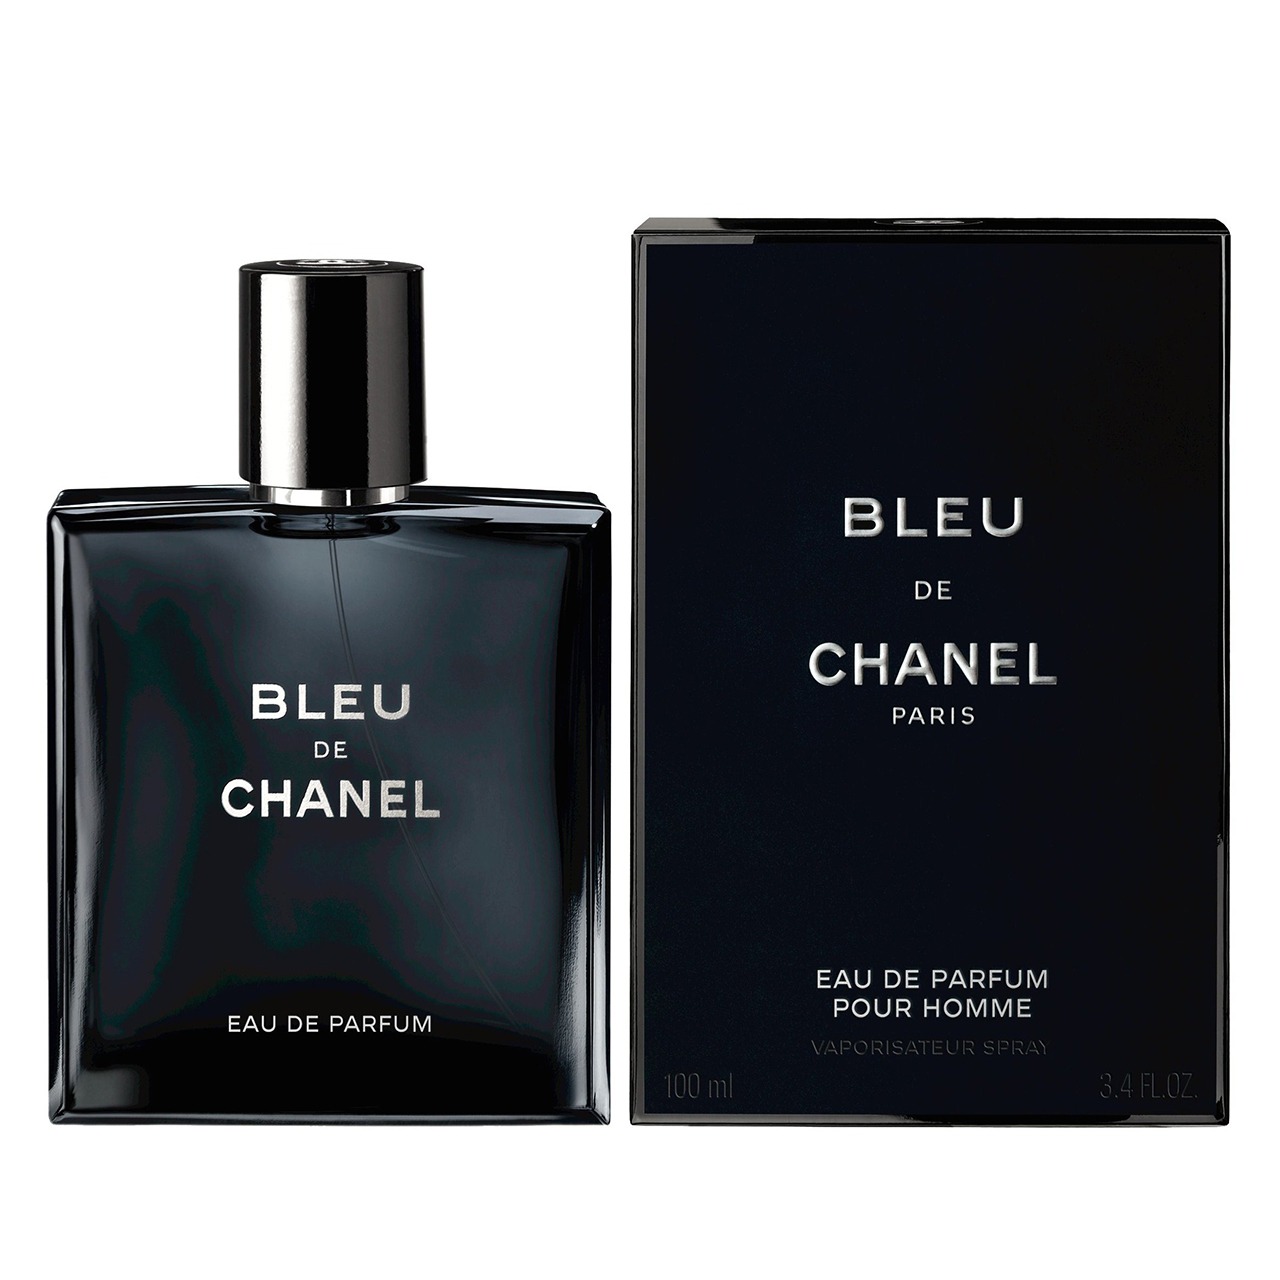 BLEU
DE
CHANEL
EAU DE PARFUM
BLEU
DE
CHANEL
PARIS
EAU DE PARFUM
POUR HOMME
VAPORISATEUR SPRAY
100 ml
3.4 FL.OZ.